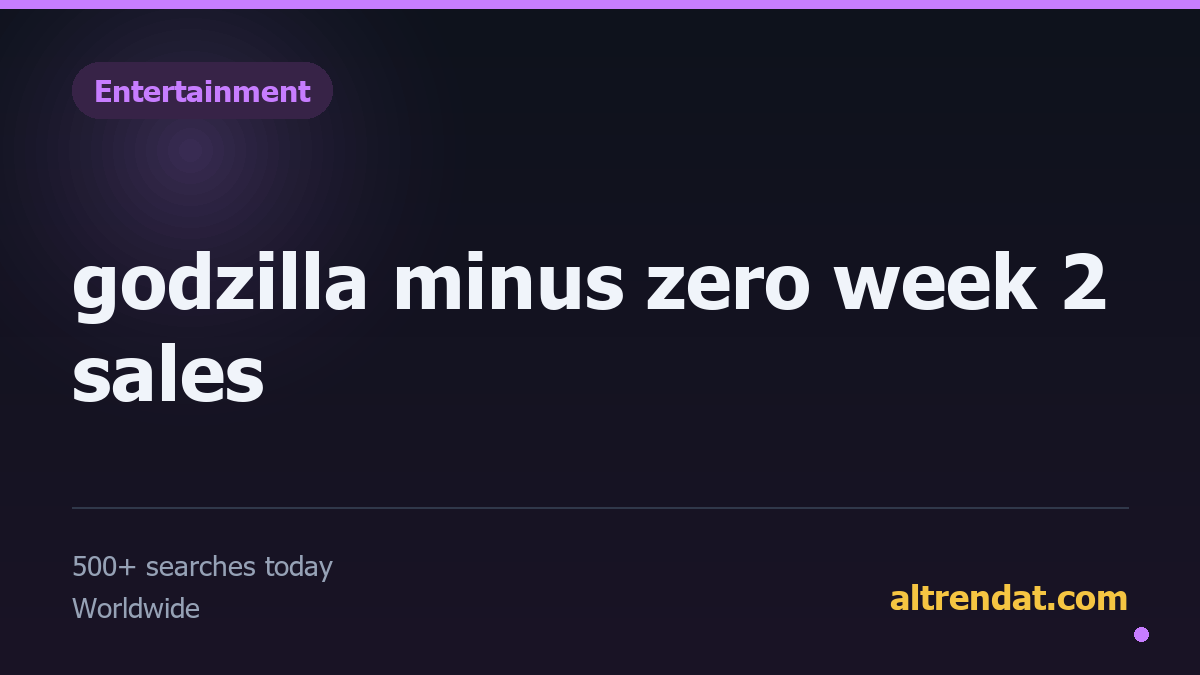 Entertainment
godzilla minus zero week 2
sales
500+ searches today
Worldwide
altrendat.com